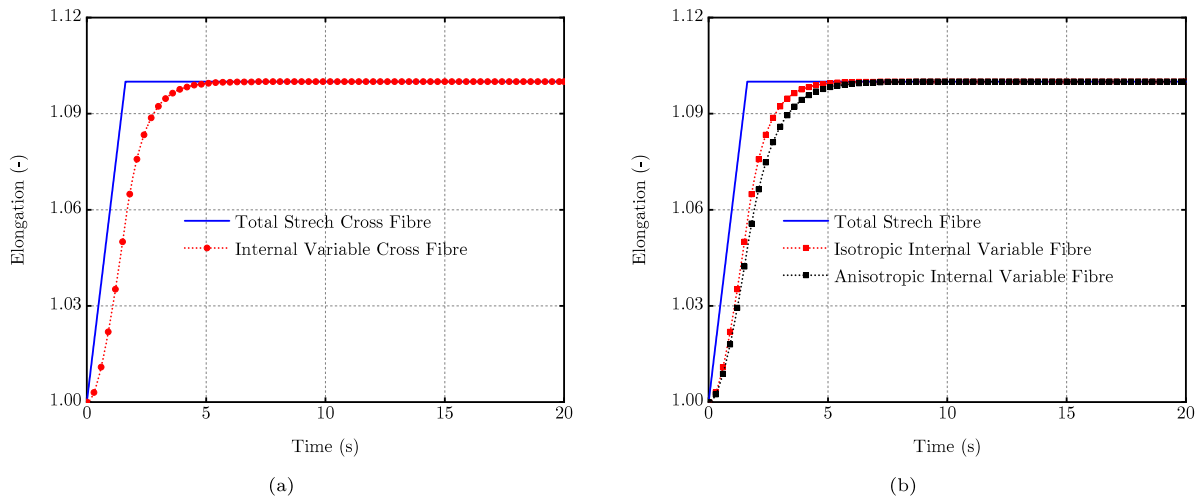 1.12
1.09
1.06
1.03
1.00
Elongation (-)
0 5 10 15 20
Time (s)
Total Strech Cross Fibre
Internal Variable Cross Fibre
(a)
1.12
1.09
1.06
1.03
1.00
Elongation (-)
0 5 10 15 20
Time (s)
Total Strech Fibre
Isotropic Internal Variable Fibre
Anisotropic Internal Variable Fibre
(b)